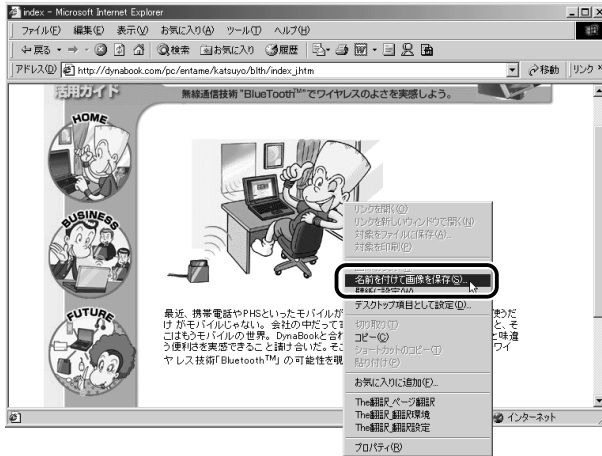 index - Microsoft Internet Explorer
ファイル(F) 編集(E) 表示(V) お気に入り(A) ツール(T) ヘルプ(H)
戻る 検索 お気に入り 履歴
アドレス(D) http://dynabook.com/pc/entame/katsuyo/blth/index_j.htm 移動 リンク
活用ガイド
無線通信技術"BlueTooth™"でワイヤレスのよさを実感しよう。
HOME
BUSINESS
FUTURE
リンクを開く(O)
リンクを新しいウィンドウで開く(N)
対象をファイルに保存(A)...
対象を印刷(P)
名前を付けて画像を保存(S)...
壁紙に設定(W)
デスクトップ項目として設定(D)...
切り取り(T)
コピー(C)
ショートカットのコピー(T)
貼り付け(P)
お気に入りに追加(F)...
The翻訳_ページ翻訳
The翻訳_翻訳環境
The翻訳_翻訳設定
プロパティ(R)
最近、携帯電話やPHSといったモバイルが
けがモバイルじゃない。会社の中だって
こはもうモバイルの世界。DynaBookと合わ
う便利さを実感できること請け合いだ。そこ
ヤレス技術「Bluetooth™」の可能性を
インターネット